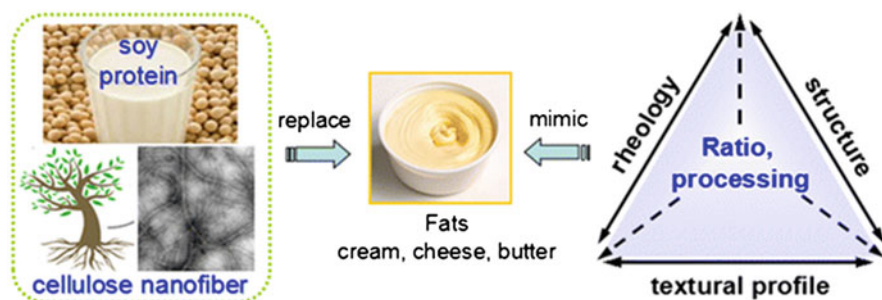 soy
protein
cellulose nanofiber
replace
Fats
cream, cheese, butter
mimic
rheology
structure
Ratio,
processing
textural profile